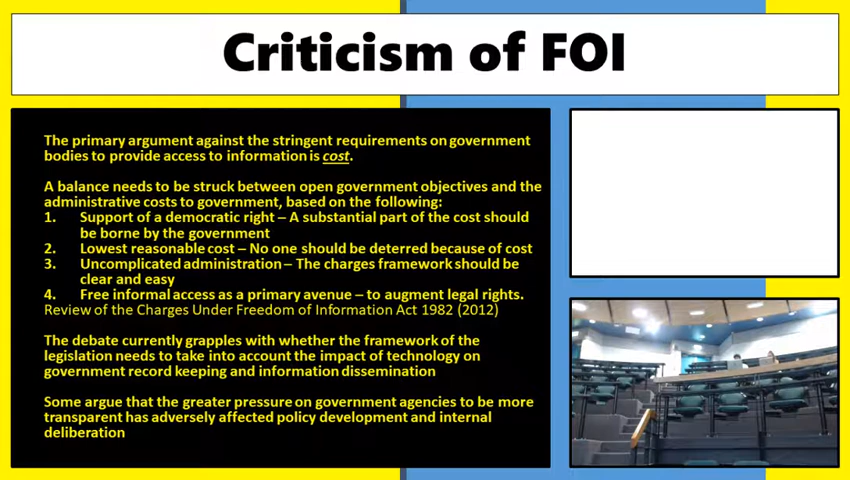 Criticism of FOI
The primary argument against the stringent requirements on government
bodies to provide access to information is cost.
A balance needs to be struck between open government objectives and the
administrative costs to government, based on the following:
1. Support of a democratic right – A substantial part of the cost should
be borne by the government
2. Lowest reasonable cost – No one should be deterred because of cost
3. Uncomplicated administration – The charges framework should be
clear and easy
4. Free informal access as a primary avenue – to augment legal rights.
Review of the Charges Under Freedom of Information Act 1982 (2012)
The debate currently grapples with whether the framework of the
legislation needs to take into account the impact of technology on
government record keeping and information dissemination
Some argue that the greater pressure on government agencies to be more
transparent has adversely affected policy development and internal
deliberation